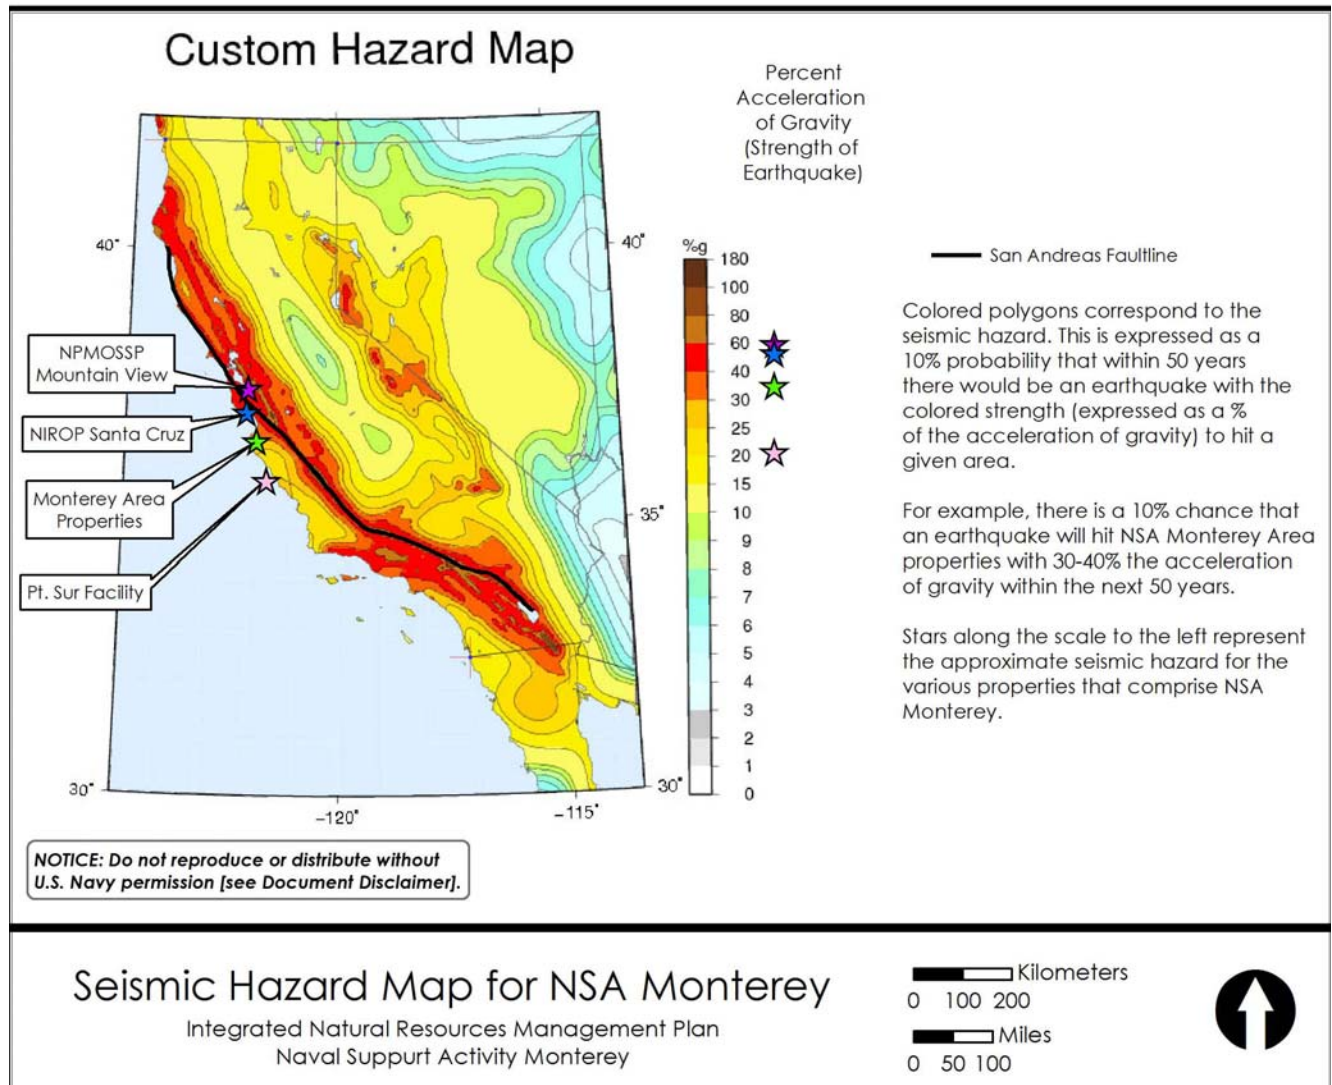 Custom Hazard Map
Percent
Acceleration
of Gravity
(Strength of
Earthquake)
40°
40°
35°
30°
30°
-120°
-115°
NPMOSSP
Mountain View
NIROP Santa Cruz
Monterey Area
Properties
Pt. Sur Facility
%g
180
100
80
60
40
30
25
20
15
10
9
8
7
6
5
4
3
2
1
0
San Andreas Faultline
Colored polygons correspond to the
seismic hazard. This is expressed as a
10% probability that within 50 years
there would be an earthquake with the
colored strength (expressed as a %
of the acceleration of gravity) to hit a
given area.
For example, there is a 10% chance that
an earthquake will hit NSA Monterey Area
properties with 30-40% the acceleration
of gravity within the next 50 years.
Stars along the scale to the left represent
the approximate seismic hazard for the
various properties that comprise NSA
Monterey.
NOTICE: Do not reproduce or distribute without
U.S. Navy permission [see Document Disclaimer].
Seismic Hazard Map for NSA Monterey
Integrated Natural Resources Management Plan
Naval Suppurt Activity Monterey
Kilometers
0 100 200
Miles
0 50 100